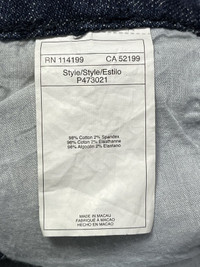 RN 114199 CA 52199
Style/Style/Estilo
P473021
98% Cotton 2% Spandex
98% Coton 2% Élasthanne
98% Algodón 2% Elastano
MADE IN MACAU
FABRIQUÉ À MACAO
HECHO EN MACAO